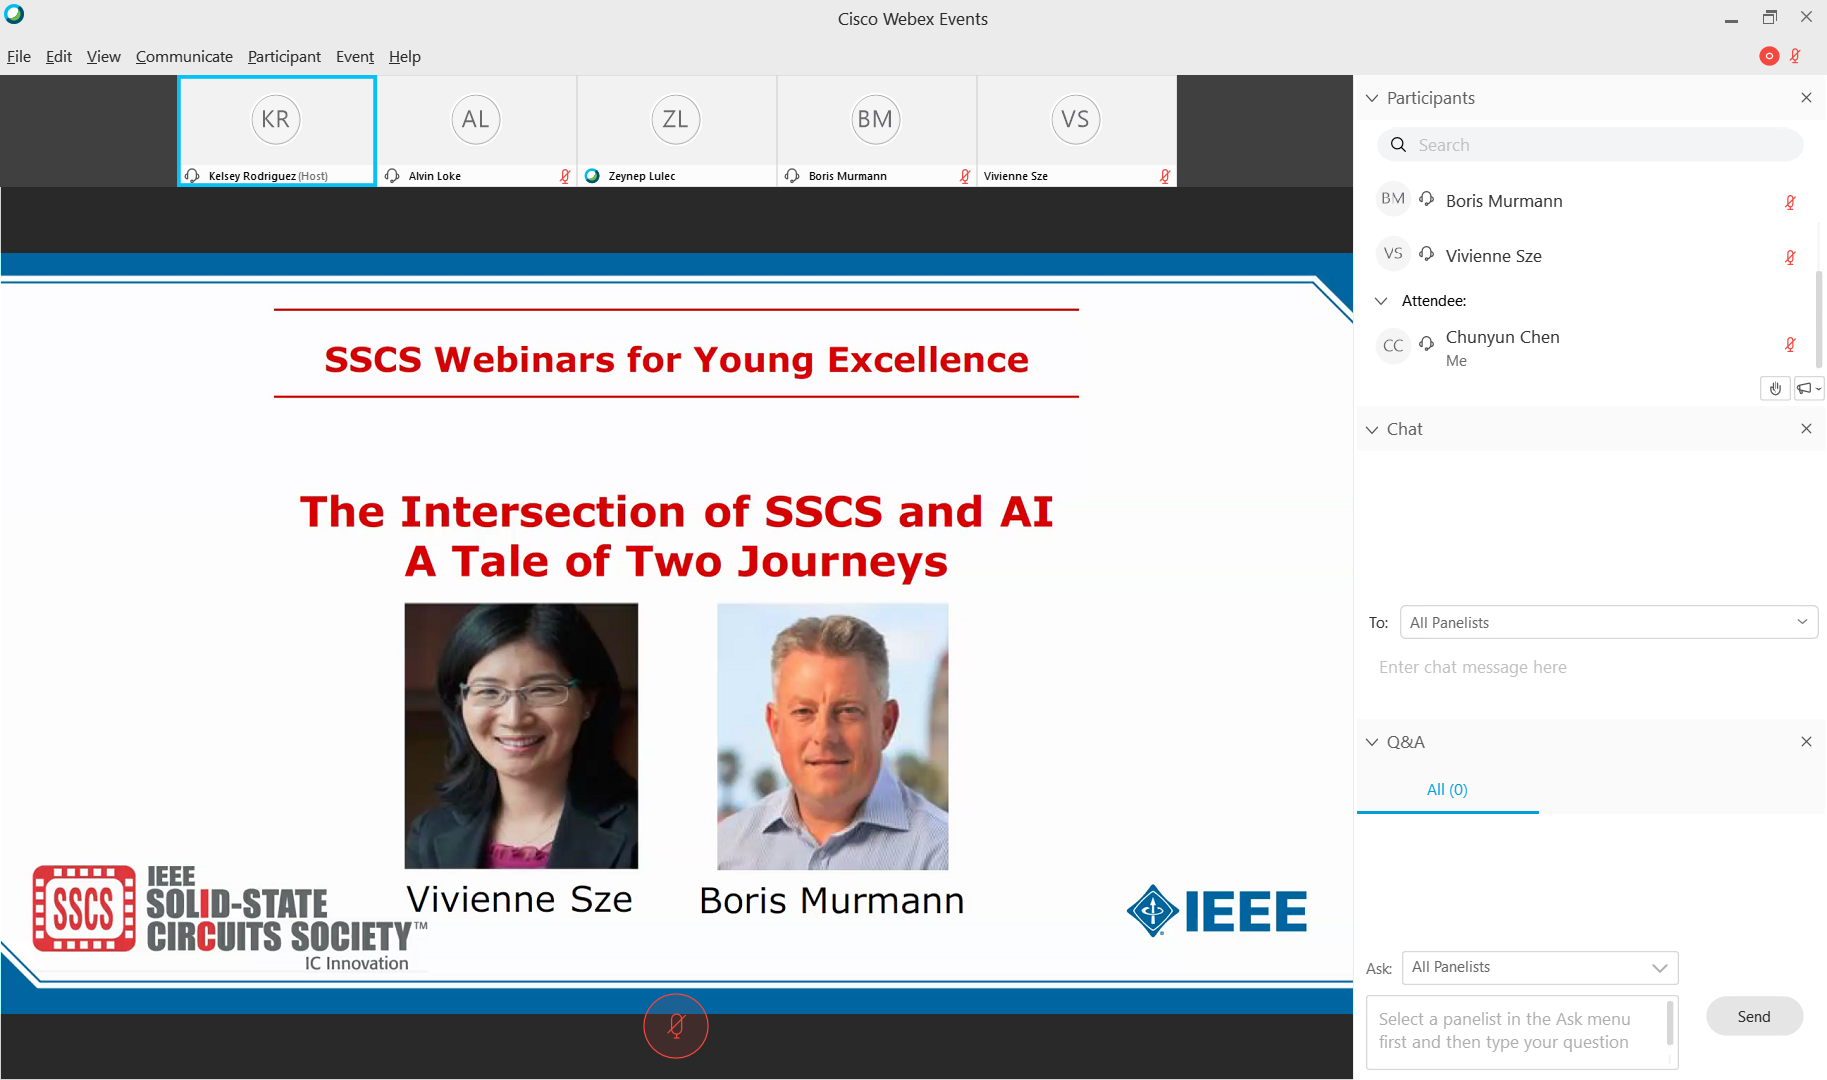 Cisco Webex Events
File Edit View Communicate Participant Event Help
KR
AL
ZL
BM
VS
Kelsey Rodriguez (Host)
Alvin Loke
Zeynep Lulec
Boris Murmann
Vivienne Sze
SSCS Webinars for Young Excellence
The Intersection of SSCS and AI
A Tale of Two Journeys
Vivienne Sze
Boris Murmann
SSCS
IEEE
SOLID-STATE
CIRCUITS SOCIETY™
IC Innovation
IEEE
Participants
Search
BM Boris Murmann
VS Vivienne Sze
Attendee:
CC Chunyun Chen
Me
Chat
To: All Panelists
Enter chat message here
Q&A
All (0)
Ask: All Panelists
Select a panelist in the Ask menu
first and then type your question
Send